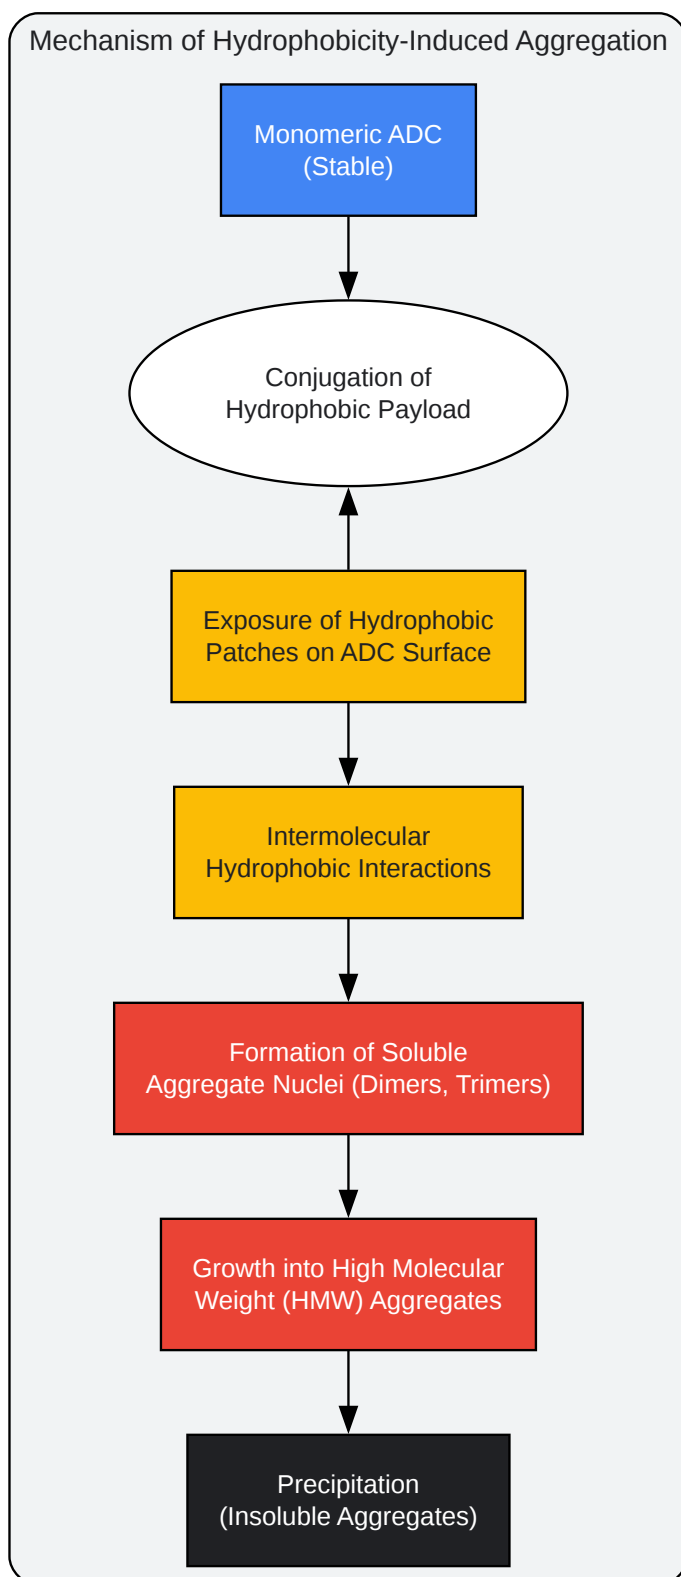 Mechanism of Hydrophobicity-Induced Aggregation
Monomeric ADC
(Stable)
Conjugation of
Hydrophobic Payload
Exposure of Hydrophobic
Patches on ADC Surface
Intermolecular
Hydrophobic Interactions
Formation of Soluble
Aggregate Nuclei (Dimers, Trimers)
Growth into High Molecular
Weight (HMW) Aggregates
Precipitation
(Insoluble Aggregates)